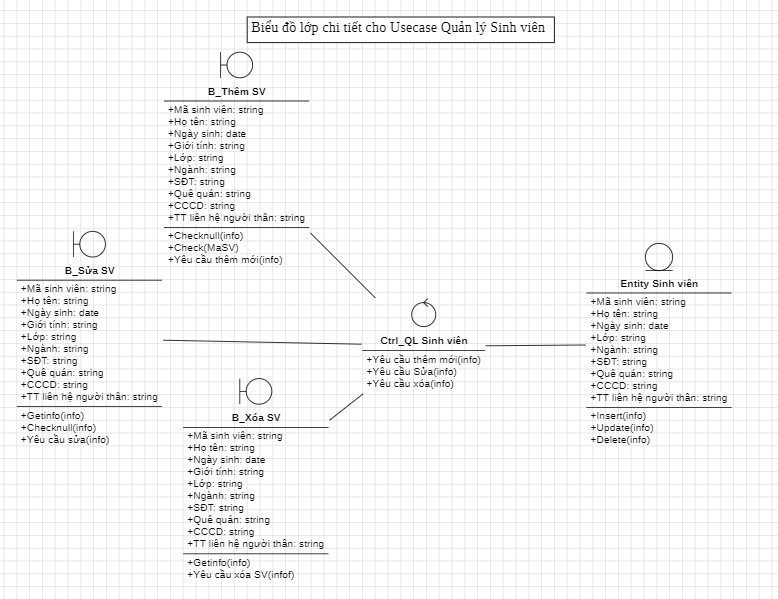 Biểu đồ lớp chi tiết cho Usecase Quản lý Sinh viên
B_Thêm SV
+Mã sinh viên: string
+Họ tên: string
+Ngày sinh: date
+Giới tính: string
+Lớp: string
+Ngành: string
+SĐT: string
+Quê quán: string
+CCCD: string
+TT liên hệ người thân: string
+Checknull(info)
+Check(MaSV)
+Yêu cầu thêm mới(info)
B_Sửa SV
+Mã sinh viên: string
+Họ tên: string
+Ngày sinh: date
+Giới tính: string
+Lớp: string
+Ngành: string
+SĐT: string
+Quê quán: string
+CCCD: string
+TT liên hệ người thân: string
+Getinfo(info)
+Checknull(info)
+Yêu cầu sửa(info)
Ctrl_QL Sinh viên
+Yêu cầu thêm mới(info)
+Yêu cầu Sửa(info)
+Yêu cầu xóa(info)
Entity Sinh viên
+Mã sinh viên: string
+Họ tên: string
+Ngày sinh: date
+Lớp: string
+Ngành: string
+SĐT: string
+Quê quán: string
+CCCD: string
+TT liên hệ người thân: string
+Insert(info)
+Update(info)
+Delete(info)
B_Xóa SV
+Mã sinh viên: string
+Họ tên: string
+Ngày sinh: date
+Giới tính: string
+Lớp: string
+Ngành: string
+SĐT: string
+Quê quán: string
+CCCD: string
+TT liên hệ người thân: string
+Getinfo(info)
+Yêu cầu xóa SV(infof)